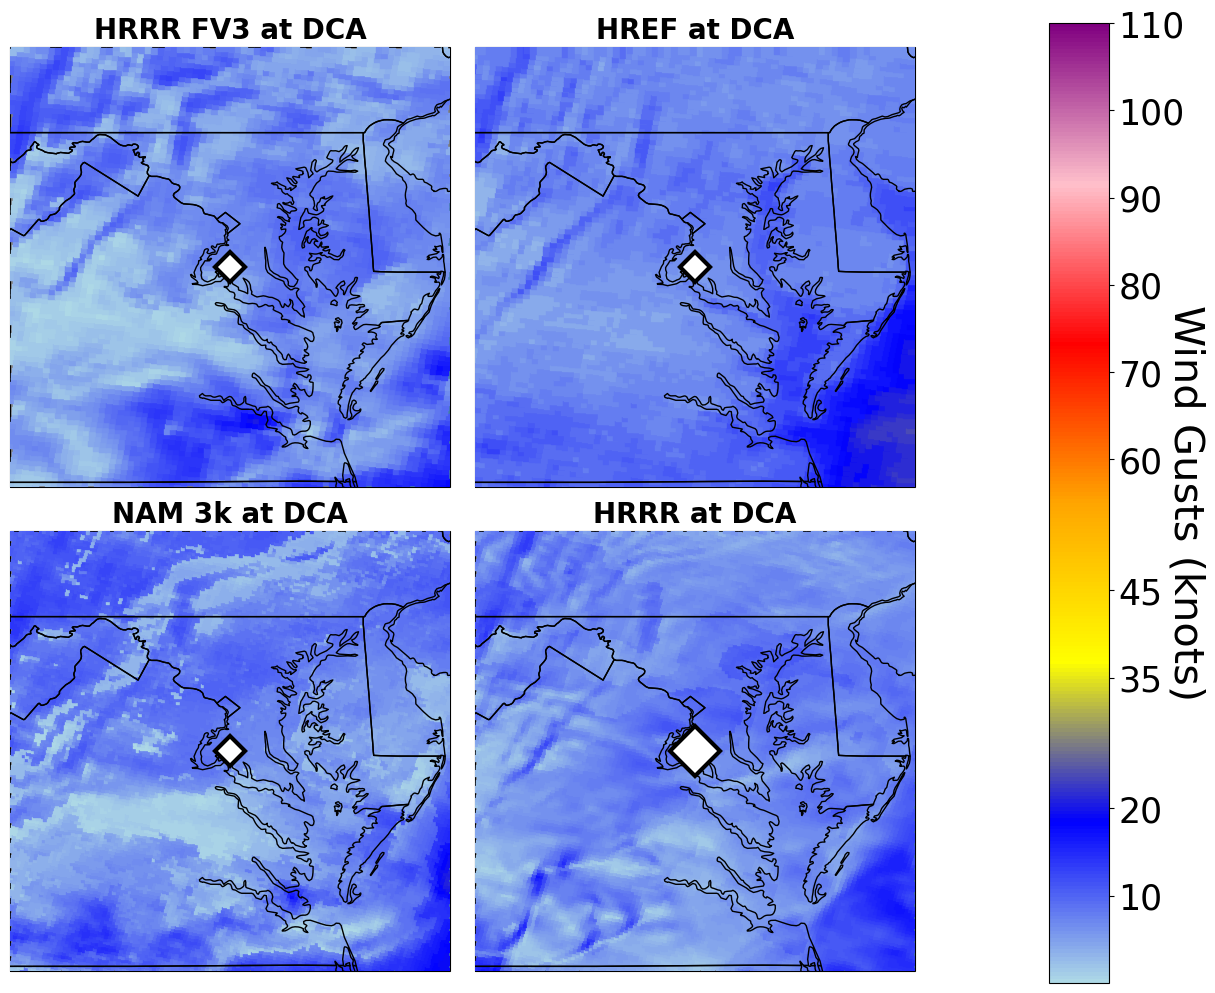 HRRR FV3 at DCA
HREF at DCA
NAM 3k at DCA
HRRR at DCA
110
100
90
80
70
60
45
35
20
10
Wind Gusts (knots)